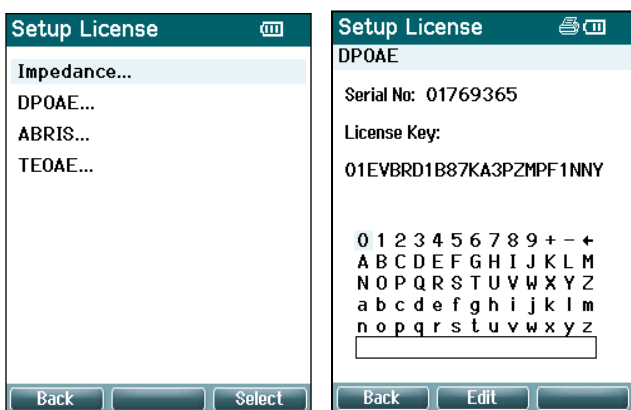 Setup License
Impedance...
DPOAE...
ABRIS...
TEOAE...
Back Select
Setup License
DPOAE
Serial No: 01769365
License Key:
01EVBRD1B87KA3PZMPF1NNY
0 1 2 3 4 5 6 7 8 9 + - ←
A B C D E F G H I J K L M
N O P Q R S T U V W X Y Z
a b c d e f g h i j k l m
n o p q r s t u v w x y z
Back Edit